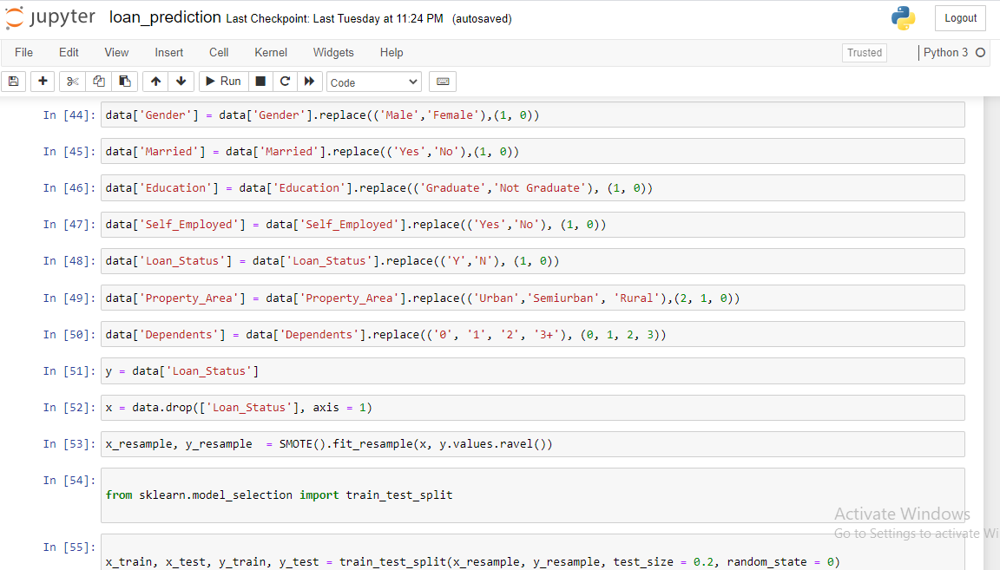 jupyter loan_prediction Last Checkpoint: Last Tuesday at 11:24 PM (autosaved) Logout
File Edit View Insert Cell Kernel Widgets Help Trusted Python 3
Run Code
In [44]: data['Gender'] = data['Gender'].replace(('Male','Female'),(1, 0))
In [45]: data['Married'] = data['Married'].replace(('Yes','No'),(1, 0))
In [46]: data['Education'] = data['Education'].replace(('Graduate','Not Graduate'), (1, 0))
In [47]: data['Self_Employed'] = data['Self_Employed'].replace(('Yes','No'), (1, 0))
In [48]: data['Loan_Status'] = data['Loan_Status'].replace(('Y','N'), (1, 0))
In [49]: data['Property_Area'] = data['Property_Area'].replace(('Urban','Semiurban', 'Rural'),(2, 1, 0))
In [50]: data['Dependents'] = data['Dependents'].replace(('0', '1', '2', '3+'), (0, 1, 2, 3))
In [51]: y = data['Loan_Status']
In [52]: x = data.drop(['Loan_Status'], axis = 1)
In [53]: x_resample, y_resample  = SMOTE().fit_resample(x, y.values.ravel())
In [54]:
from sklearn.model_selection import train_test_split
Activate Windows
Go to Settings to activate Wi
In [55]:
x_train, x_test, y_train, y_test = train_test_split(x_resample, y_resample, test_size = 0.2, random_state = 0)